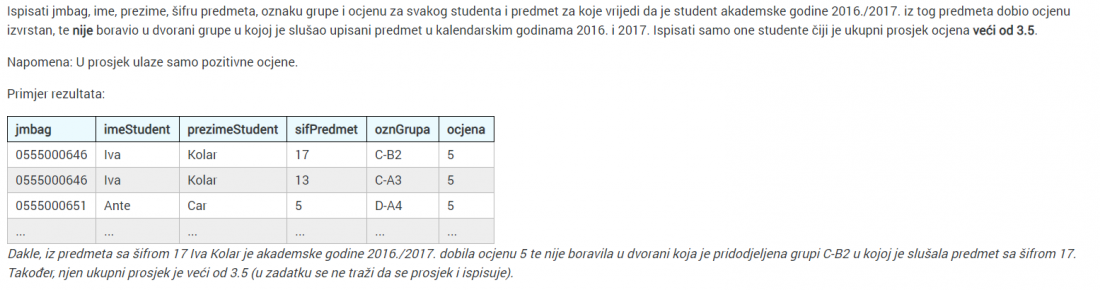 Ispisati jmbag, ime, prezime, šifru predmeta, oznaku grupe i ocjenu za svakog studenta i predmet za koje vrijedi da je student akademske godine 2016./2017. iz tog predmeta dobio ocjenu
izvrstan, te nije boravio u dvorani grupe u kojoj je slušao upisani predmet u kalendarskim godinama 2016. i 2017. Ispisati samo one studente čiji je ukupni prosjek ocjena veći od 3.5.
Napomena: U prosjek ulaze samo pozitivne ocjene.
Primjer rezultata:
jmbag imeStudent prezimeStudent sifPredmet oznGrupa ocjena
0555000646 Iva Kolar 17 C-B2 5
0555000646 Iva Kolar 13 C-A3 5
0555000651 Ante Car 5 D-A4 5
... ... ... ... ... ...
Dakle, iz predmeta sa šifrom 17 Iva Kolar je akademske godine 2016./2017. dobila ocjenu 5 te nije boravila u dvorani koja je pridodjeljena grupi C-B2 u kojoj je slušala predmet sa šifrom 17.
Također, njen ukupni prosjek je veći od 3.5 (u zadatku se ne traži da se prosjek i ispisuje).